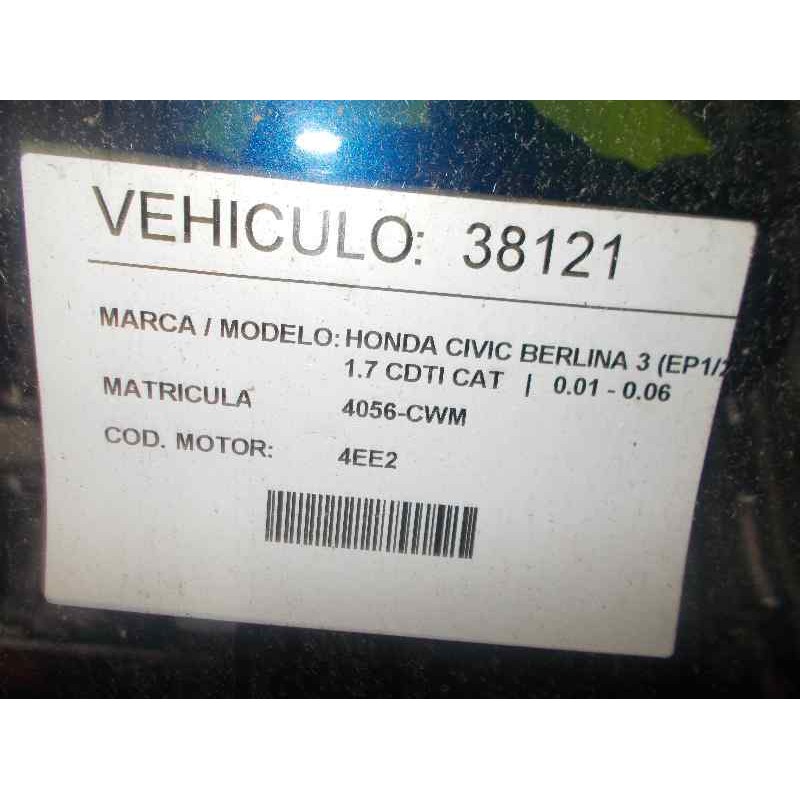 VEHICULO: 38121
MARCA / MODELO: HONDA CIVIC BERLINA 3 (EP1/
1.7 CDTI CAT | 0.01 - 0.06
MATRICULA 4056-CWM
COD. MOTOR: 4EE2